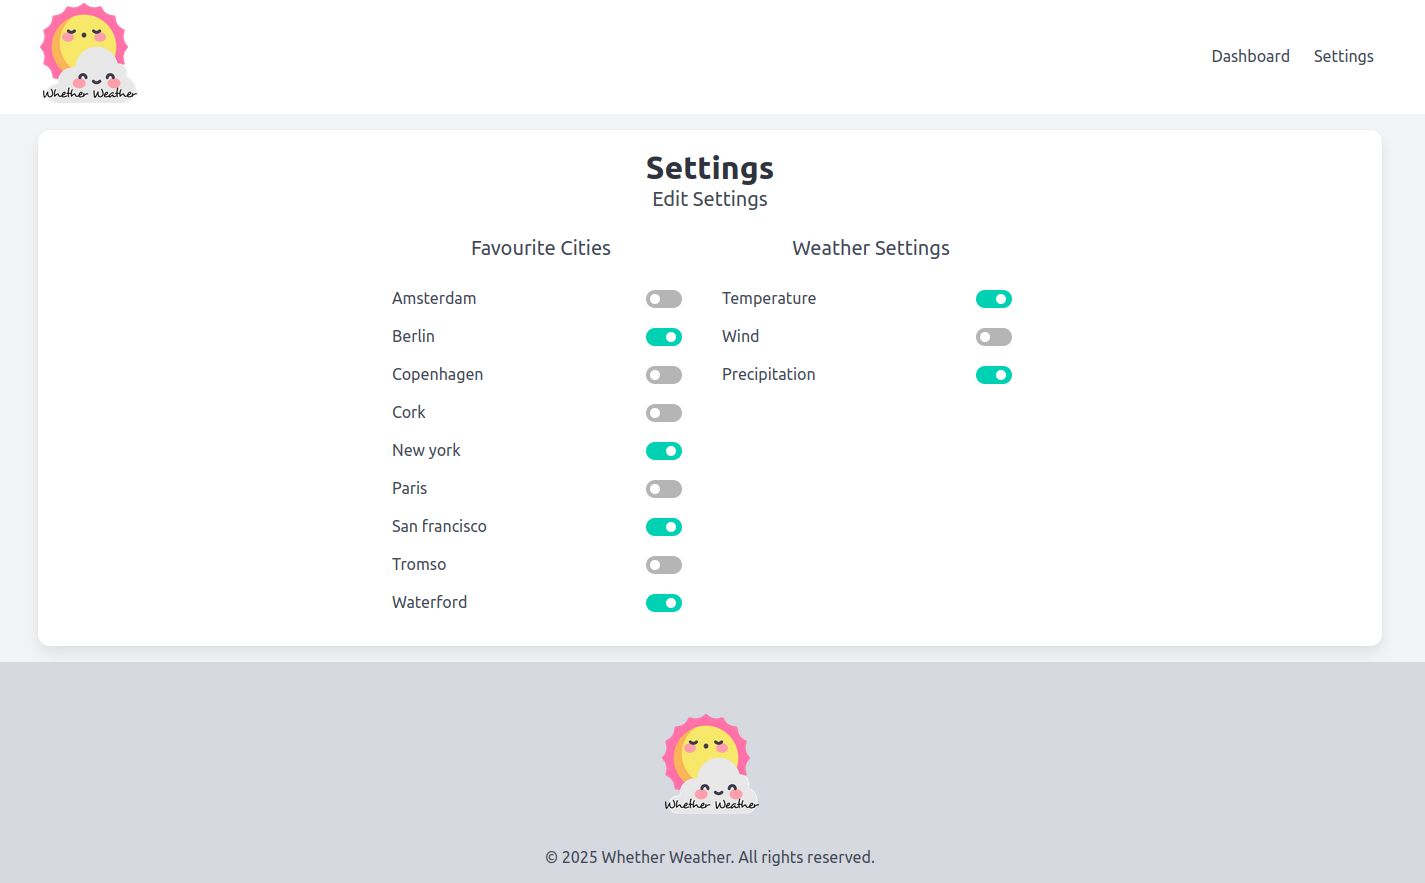 Whether Weather
Dashboard Settings
Settings
Edit Settings
Favourite Cities
Amsterdam
Berlin
Copenhagen
Cork
New york
Paris
San francisco
Tromso
Waterford
Weather Settings
Temperature
Wind
Precipitation
Whether Weather
© 2025 Whether Weather. All rights reserved.